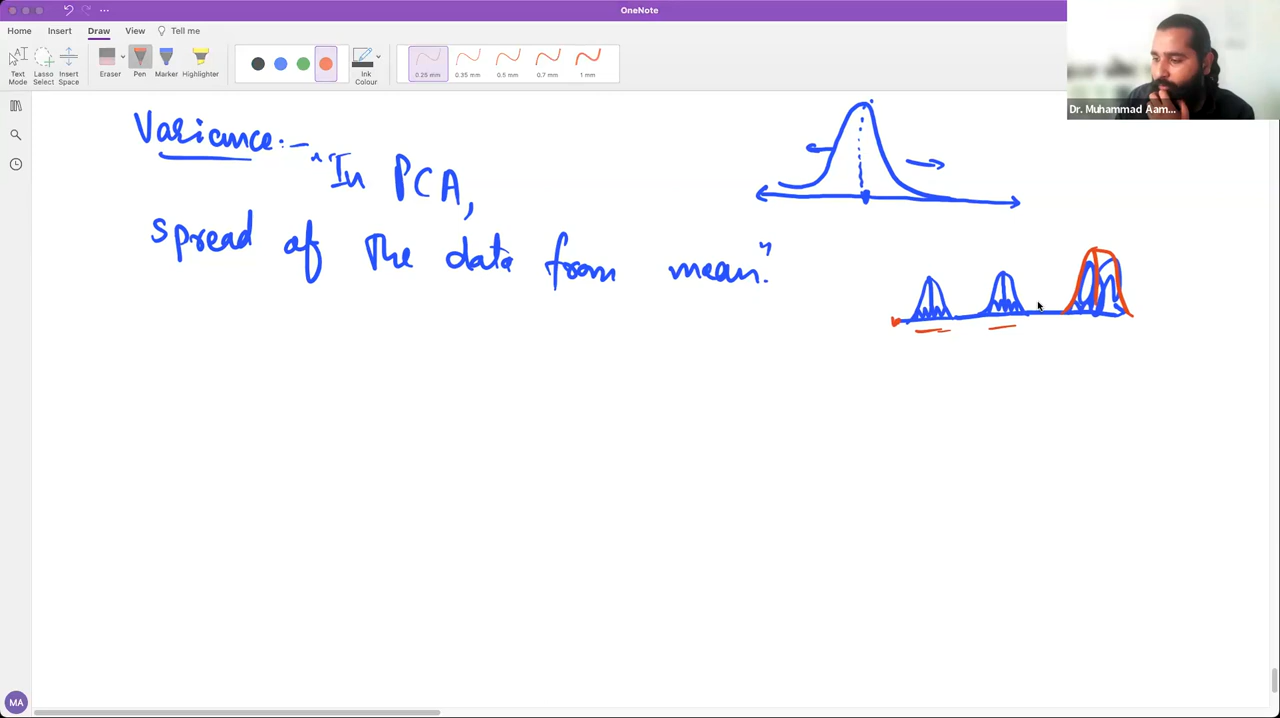 OneNote
Home Insert Draw View Tell me
Text Mode
Lasso Select
Insert Space
Eraser
Pen
Marker
Highlighter
Ink Colour
0.25 mm
0.35 mm
0.5 mm
0.7 mm
1 mm
Dr. Muhammad Aam...
Variance:- "In PCA,
spread of the data from mean."
MA